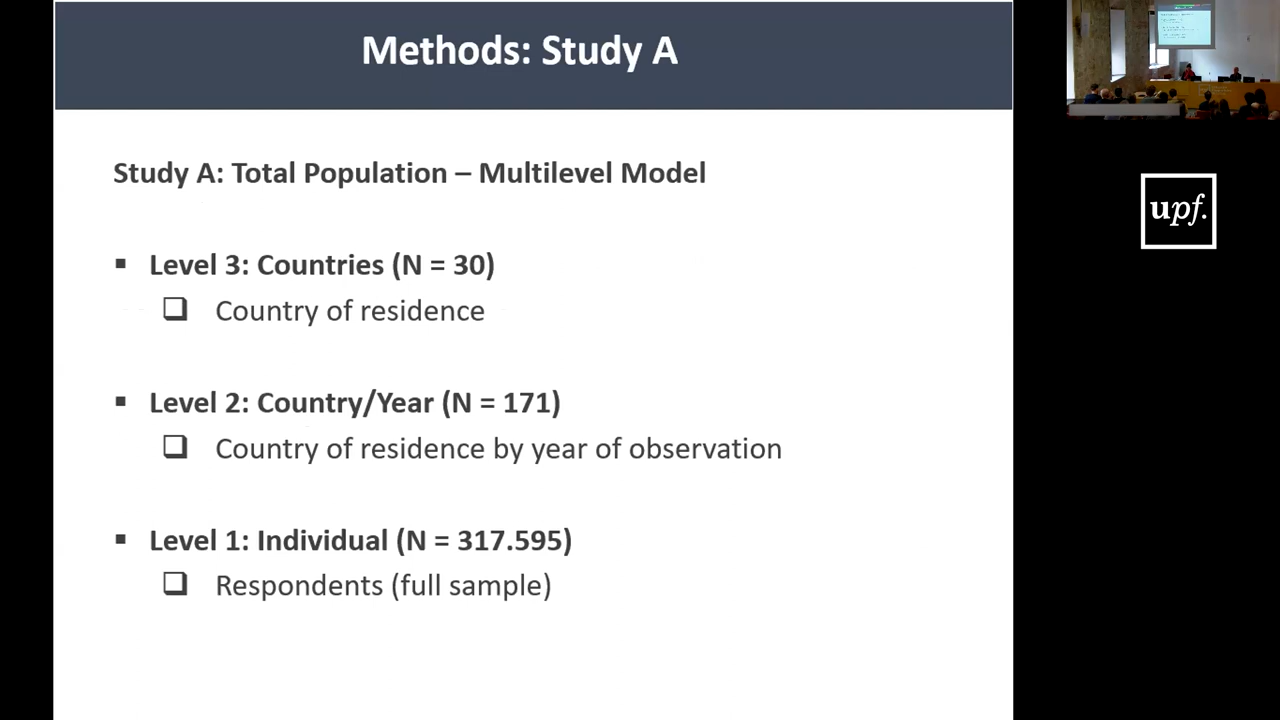 Methods: Study A
Study A: Total Population – Multilevel Model
Level 3: Countries (N = 30)
Country of residence
Level 2: Country/Year (N = 171)
Country of residence by year of observation
Level 1: Individual (N = 317.595)
Respondents (full sample)
upf.